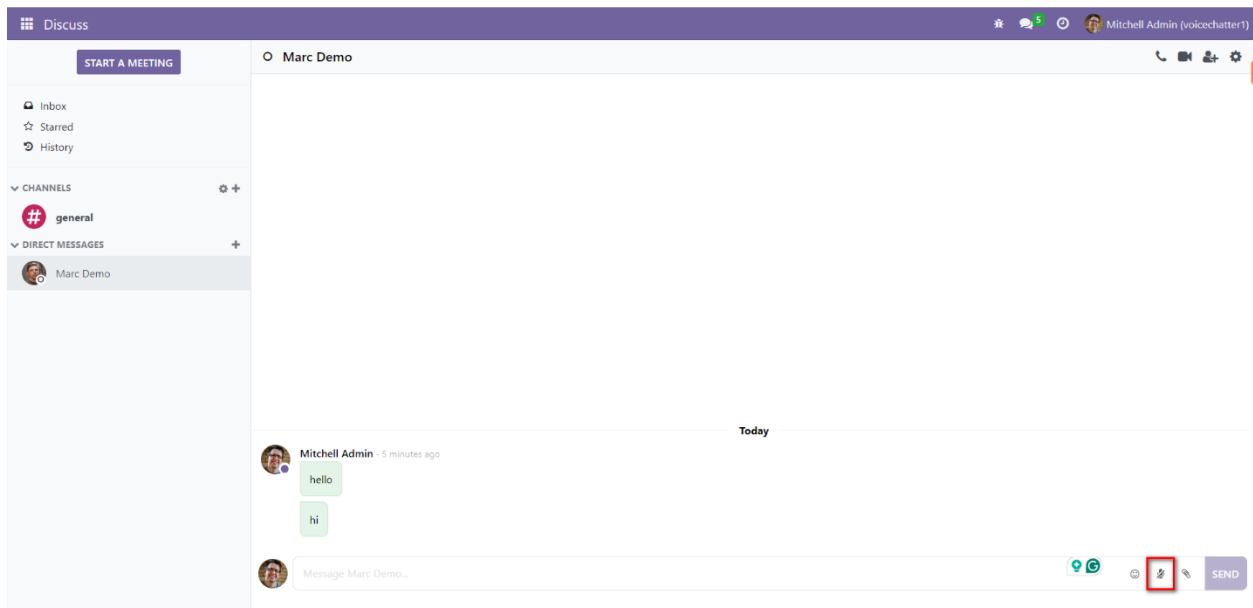 Discuss
5
Mitchell Admin (voicechatter1)
START A MEETING
Marc Demo
Inbox
Starred
History
CHANNELS
general
DIRECT MESSAGES
Marc Demo
Today
Mitchell Admin - 5 minutes ago
hello
hi
Message Marc Demo...
SEND